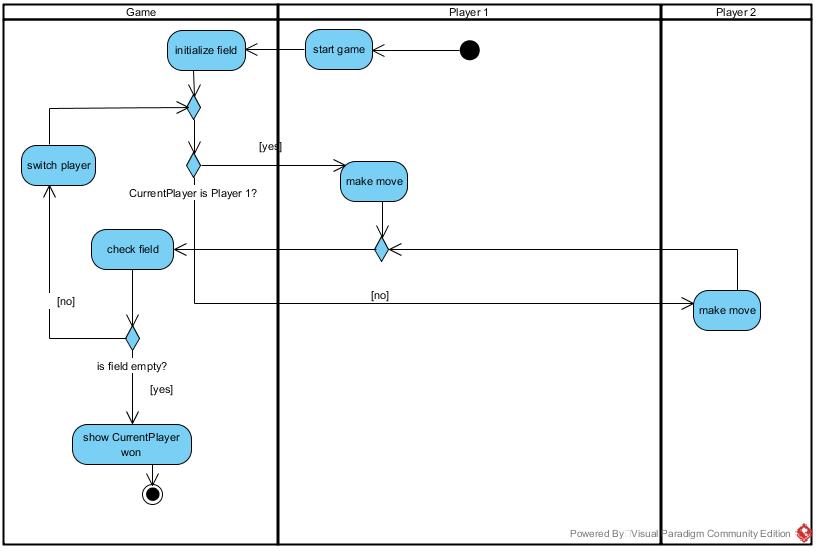 Game
Player 1
Player 2
initialize field
start game
[yes]
switch player
make move
CurrentPlayer is Player 1?
check field
[no]
[no]
make move
is field empty?
[yes]
show CurrentPlayer
won
Powered By Visual Paradigm Community Edition